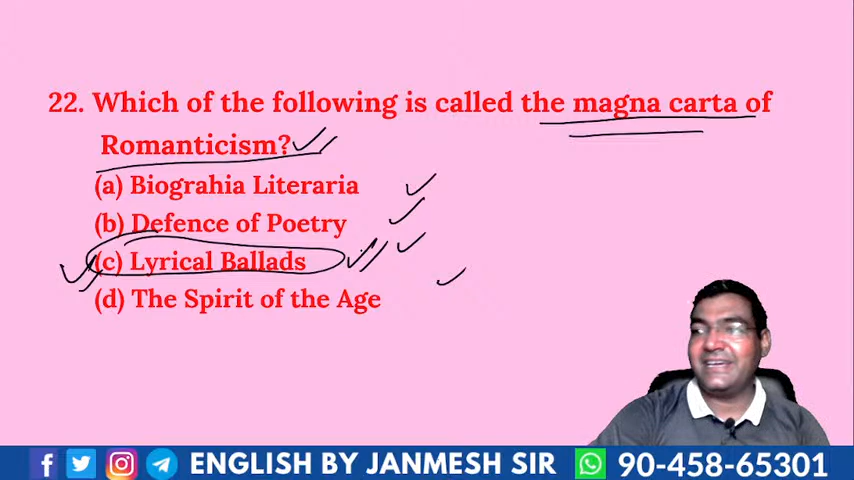 22. Which of the following is called the magna carta of
Romanticism?
(a) Biograhia Literaria
(b) Defence of Poetry
(c) Lyrical Ballads
(d) The Spirit of the Age
ENGLISH BY JANMESH SIR 90-458-65301